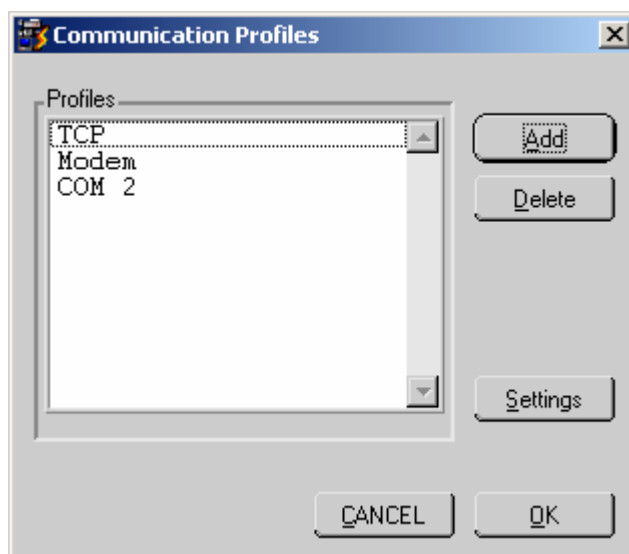 Communication Profiles
Profiles
TCP
Modem
COM 2
Add
Delete
Settings
CANCEL
OK